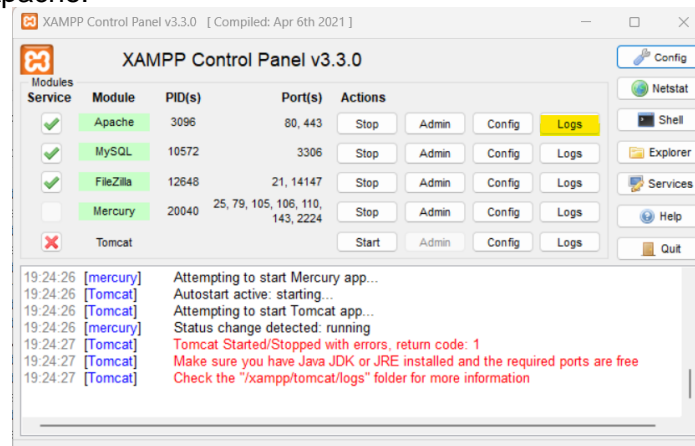 Apache.
XAMPP Control Panel v3.3.0 [ Compiled: Apr 6th 2021 ]
XAMPP Control Panel v3.3.0
Config
Modules
Service Module PID(s) Port(s) Actions
Netstat
Apache 3096 80, 443 Stop Admin Config Logs
Shell
MySQL 10572 3306 Stop Admin Config Logs
Explorer
FileZilla 12648 21, 14147 Stop Admin Config Logs
Services
Mercury 20040 25, 79, 105, 106, 110, Stop Admin Config Logs
143, 2224
Help
Tomcat Start Admin Config Logs
Quit
19:24:26 [mercury] Attempting to start Mercury app...
19:24:26 [Tomcat] Autostart active: starting...
19:24:26 [Tomcat] Attempting to start Tomcat app...
19:24:26 [mercury] Status change detected: running
19:24:27 [Tomcat] Tomcat Started/Stopped with errors, return code: 1
19:24:27 [Tomcat] Make sure you have Java JDK or JRE installed and the required ports are free
19:24:27 [Tomcat] Check the "/xampp/tomcat/logs" folder for more information